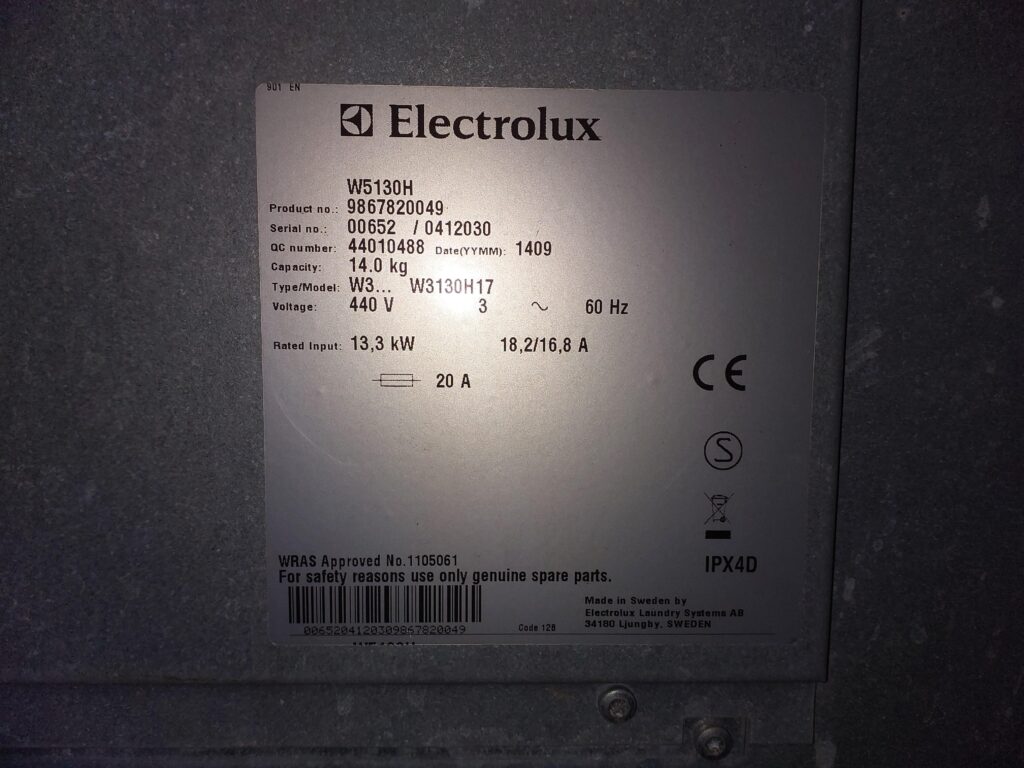 901 EN
Electrolux
W5130H
Product no.: 9867820049
Serial no.: 00652 / 0412030
QC number: 44010488 Date(YYMM): 1409
Capacity: 14.0 kg
Type/Model: W3... W3130H17
Voltage: 440 V 3 ~ 60 Hz
Rated Input: 13,3 kW 18,2/16,8 A
20 A
CE
S
IPX4D
WRAS Approved No.1105061
For safety reasons use only genuine spare parts.
0065204120309867820049 Code 128
Made in Sweden by
Electrolux Laundry Systems AB
34180 Ljungby, SWEDEN